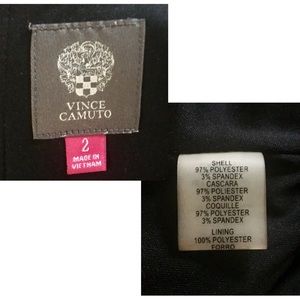 VINCE
CAMUTO
2
MADE IN
VIETNAM
SHELL
97% POLYESTER
3% SPANDEX
CASCARA
97% POLIESTER
3% SPANDEX
COQUILLE
97% POLYESTER
3% SPANDEX
LINING
100% POLYESTER
FORRO